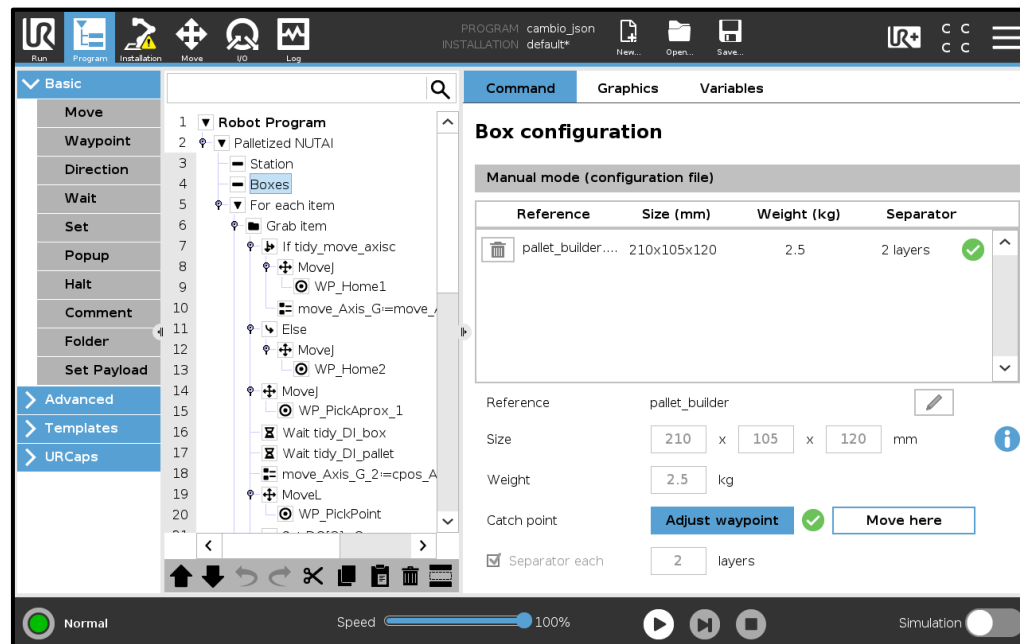 PROGRAM cambio_json
INSTALLATION default*
UR
UR+
C C
C C
Run
Program
Installation
Move
I/O
Log
New...
Open...
Save...
Basic
Move
Waypoint
Direction
Wait
Set
Popup
Halt
Comment
Folder
Set Payload
Advanced
Templates
URCaps
1 Robot Program
2 Palletized NUTAI
3 Station
4 Boxes
5 For each item
6 Grab item
7 If tidy_move_axisc
8 MoveJ
9 WP_Home1
10 move_Axis_G:=move_A
11 Else
12 MoveJ
13 WP_Home2
14 MoveJ
15 WP_PickAprox_1
16 Wait tidy_DI_box
17 Wait tidy_DI_pallet
18 move_Axis_G_2:=cpos_A
19 MoveL
20 WP_PickPoint
Command Graphics Variables
Box configuration
Manual mode (configuration file)
Reference Size (mm) Weight (kg) Separator
pallet_builder.... 210x105x120 2.5 2 layers
Reference pallet_builder
Size 210 x 105 x 120 mm
Weight 2.5 kg
Catch point Adjust waypoint Move here
Separator each 2 layers
Normal
Speed 100%
Simulation